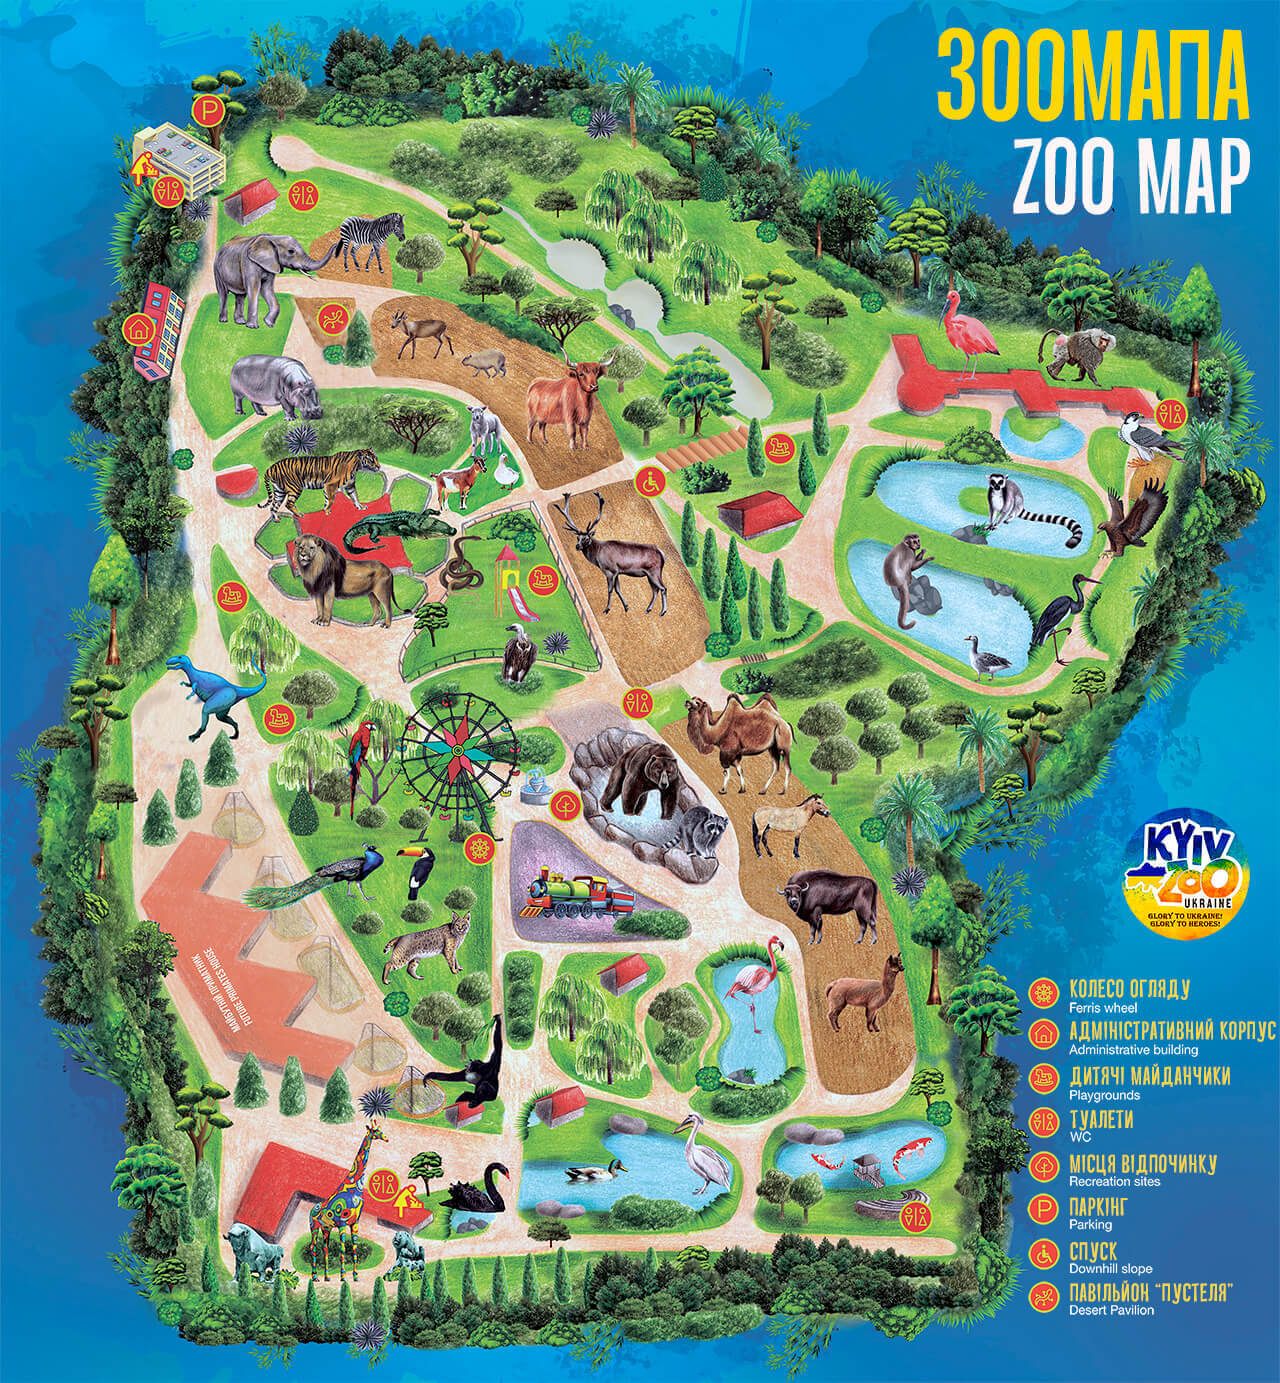 ЗООМАПА
ZOO MAP
P
KYIV
ZOO
UKRAINE
GLORY TO UKRAINE!
GLORY TO HEROES!
МАЙБУТНІЙ ПРИМАТНИК
FUTURE PRIMATES HOUSE
КОЛЕСО ОГЛЯДУ
Ferris wheel
АДМІНІСТРАТИВНИЙ КОРПУС
Administrative building
ДИТЯЧІ МАЙДАНЧИКИ
Playgrounds
ТУАЛЕТИ
WC
МІСЦЯ ВІДПОЧИНКУ
Recreation sites
P ПАРКІНГ
Parking
СПУСК
Downhill slope
ПАВІЛЬЙОН "ПУСТЕЛЯ"
Desert Pavilion